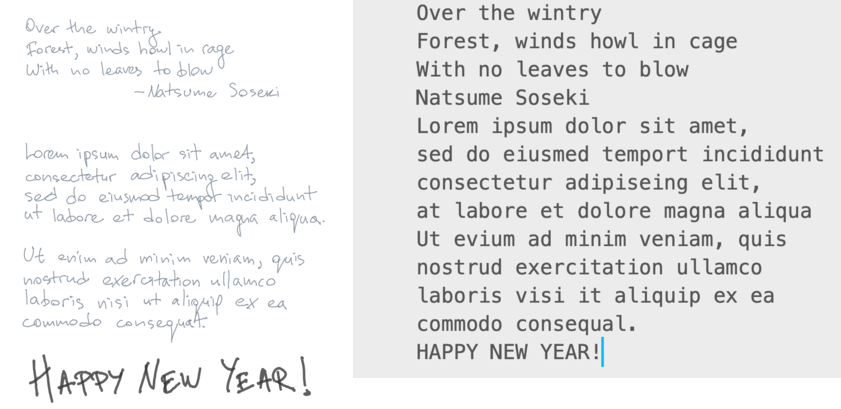 Over the wintry
Forest, winds howl in rage
With no leaves to blow
-Natsume Soseki
Lorem ipsum dolor sit amet,
consectetur adipiscing elit,
sed do eiusmod tempor incididunt
ut labore et dolore magna aliqua.
Ut enim ad minim veniam, quis
nostrud exercitation ullamco
laboris nisi ut aliquip ex ea
commodo consequat.
HAPPY NEW YEAR!
Over the wintry
Forest, winds howl in cage
With no leaves to blow
Natsume Soseki
Lorem ipsum dolor sit amet,
sed do eiusmed temport incididunt
consectetur adipiseing elit,
at labore et dolore magna aliqua
Ut evium ad minim veniam, quis
nostrud exercitation ullamco
laboris visi it aliquip ex ea
commodo consequal.
HAPPY NEW YEAR!